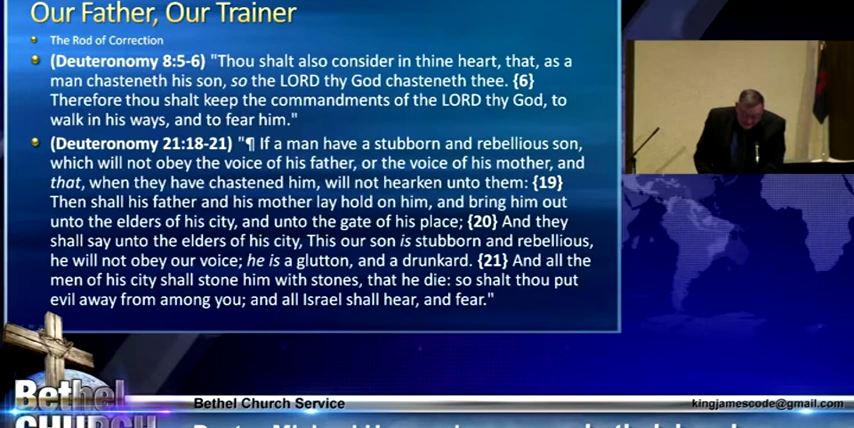 Our Father, Our Trainer
The Rod of Correction
(Deuteronomy 8:5-6) "Thou shalt also consider in thine heart, that, as a
man chasteneth his son, so the LORD thy God chasteneth thee. {6}
Therefore thou shalt keep the commandments of the LORD thy God, to
walk in his ways, and to fear him."
(Deuteronomy 21:18-21) "¶ If a man have a stubborn and rebellious son,
which will not obey the voice of his father, or the voice of his mother, and
that, when they have chastened him, will not hearken unto them: {19}
Then shall his father and his mother lay hold on him, and bring him out
unto the elders of his city, and unto the gate of his place; {20} And they
shall say unto the elders of his city, This our son is stubborn and rebellious,
he will not obey our voice; he is a glutton, and a drunkard. {21} And all the
men of his city shall stone him with stones, that he die: so shalt thou put
evil away from among you; and all Israel shall hear, and fear."
Bethel
CHURCH
Bethel Church Service
kingjamescode@gmail.com